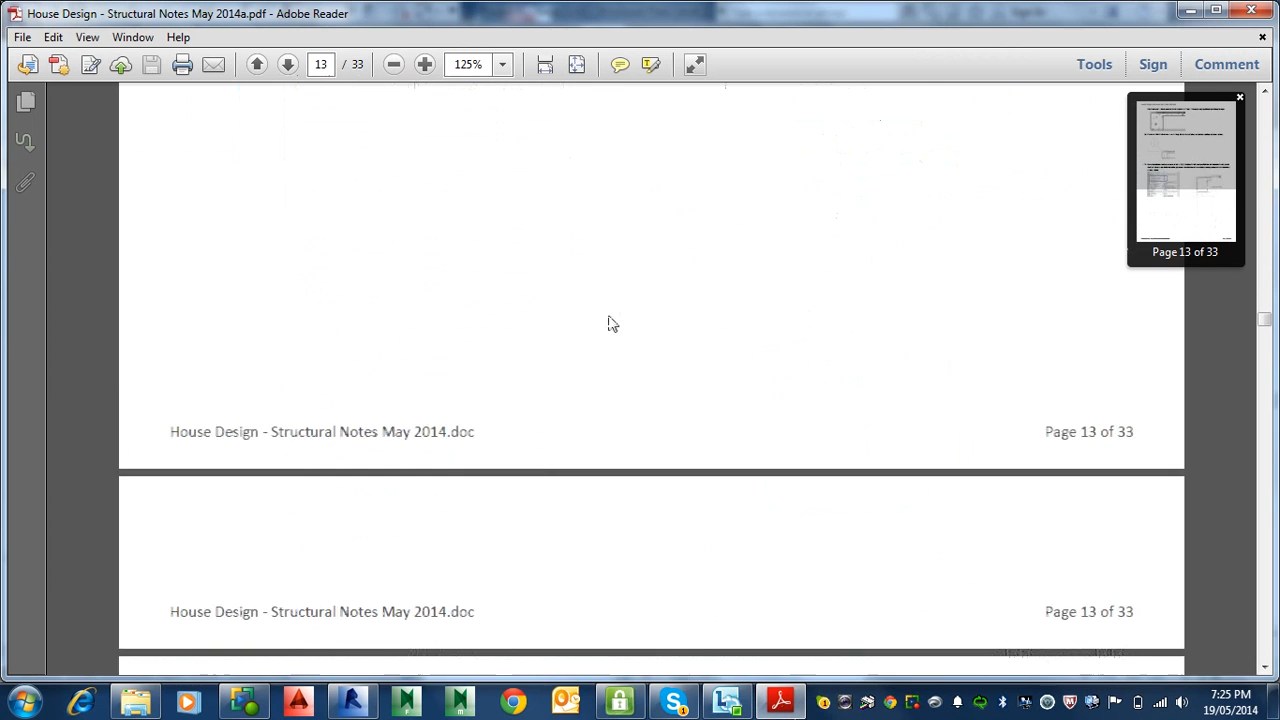 House Design - Structural Notes May 2014a.pdf - Adobe Reader
File Edit View Window Help
13 / 33 125% Tools Sign Comment
Page 13 of 33
House Design - Structural Notes May 2014.doc Page 13 of 33
House Design - Structural Notes May 2014.doc Page 13 of 33
7:25 PM
19/05/2014